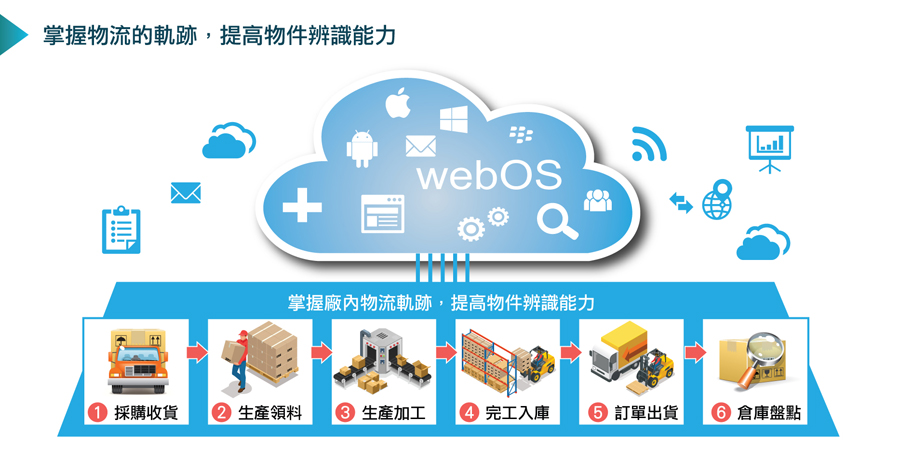 掌握物流的軌跡，提高物件辨識能力
webOS
掌握廠內物流軌跡，提高物件辨識能力
1 採購收貨
2 生產領料
3 生產加工
4 完工入庫
5 訂單出貨
6 倉庫盤點